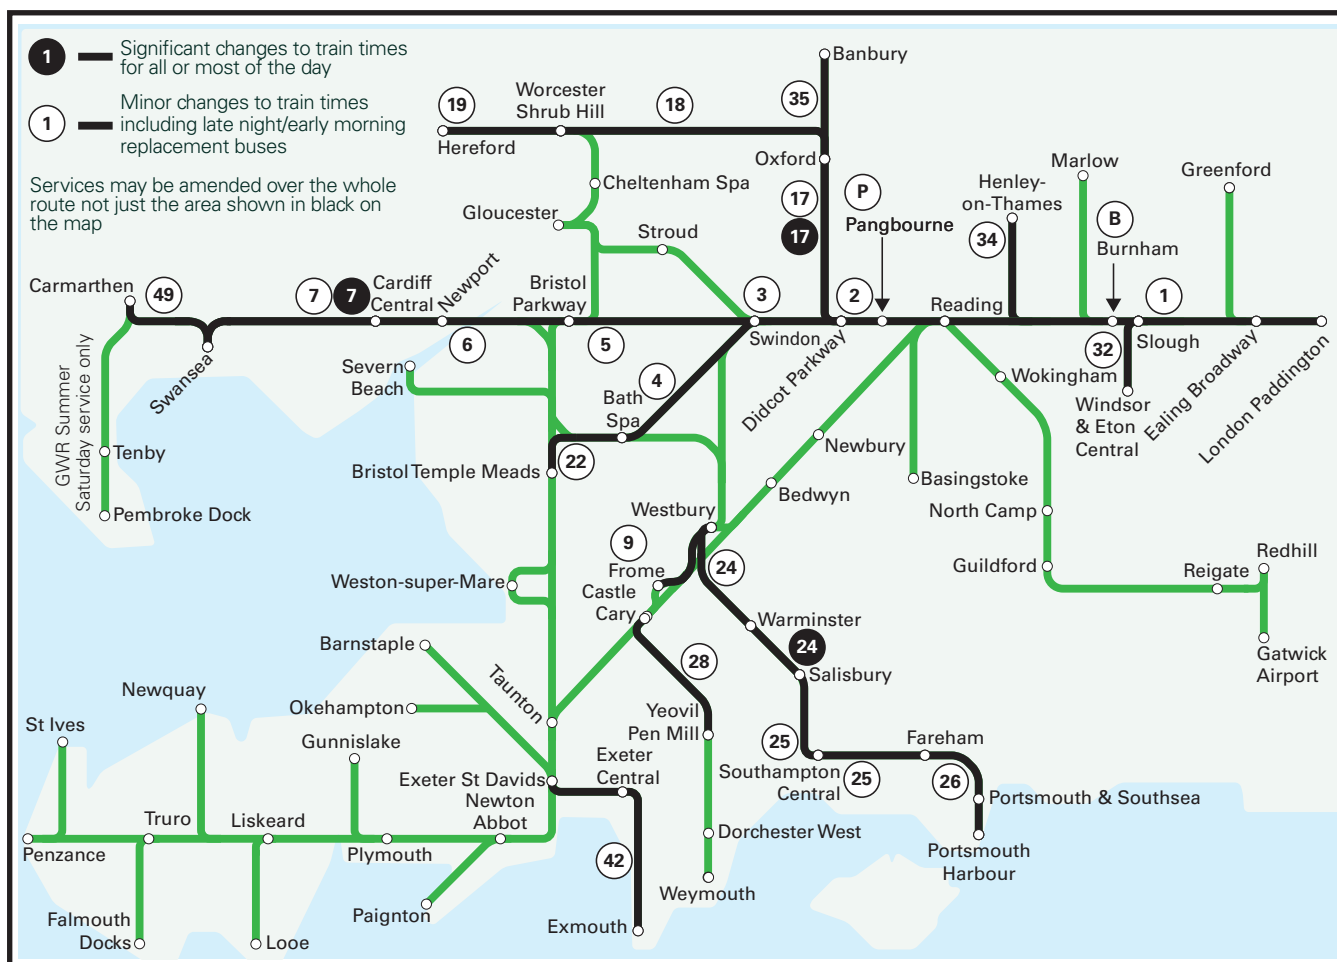 1
Significant changes to train times
for all or most of the day
1
Minor changes to train times
including late night/early morning
replacement buses
Services may be amended over the whole
route not just the area shown in black on
the map
Banbury
35
19
Worcester
Shrub Hill
18
Hereford
Oxford
Marlow
Greenford
Cheltenham Spa
17
P
Henley-
on-Thames
Gloucester
Stroud
17
Pangbourne
34
B
Burnham
Carmarthen
49
7
7
Cardiff
Central
Newport
Bristol
Parkway
3
2
Reading
1
Swansea
6
5
Swindon
Didcot Parkway
32
Slough
Ealing Broadway
London Paddington
GWR Summer
Saturday service only
Severn
Beach
4
Bath
Spa
Wokingham
Windsor
& Eton
Central
Tenby
Newbury
Bristol Temple Meads
22
Basingstoke
Bedwyn
Pembroke Dock
Westbury
North Camp
9
Frome
24
Guildford
Redhill
Reigate
Weston-super-Mare
Castle
Cary
Warminster
Barnstaple
24
Gatwick
Airport
28
Salisbury
Newquay
Okehampton
Taunton
Yeovil
Pen Mill
St Ives
Gunnislake
Exeter
Central
25
Fareham
Exeter St Davids
Southampton
Central
25
26
Newton
Abbot
Portsmouth & Southsea
Truro
Liskeard
Penzance
Plymouth
Dorchester West
Portsmouth
Harbour
42
Weymouth
Falmouth
Docks
Looe
Paignton
Exmouth